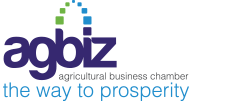 agbiz
agricultural business chamber
the way to prosperity